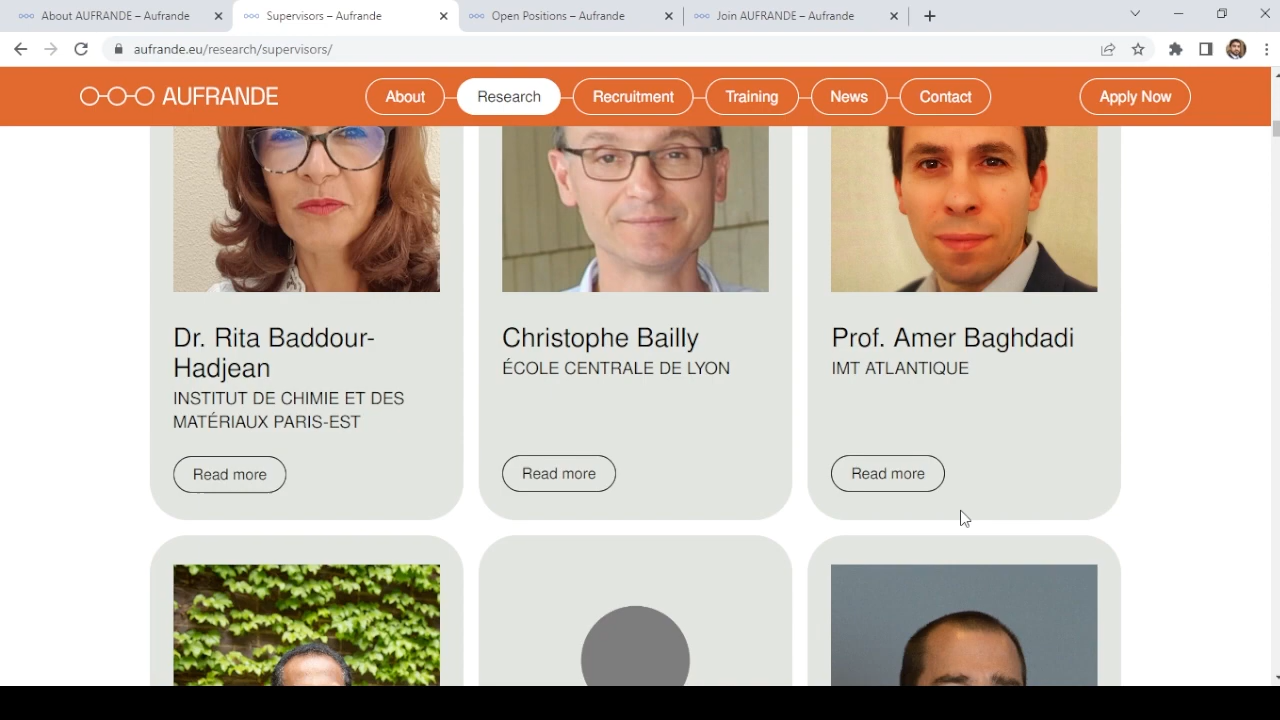 About AUFRANDE – Aufrande
Supervisors – Aufrande
Open Positions – Aufrande
Join AUFRANDE – Aufrande
aufrande.eu/research/supervisors/
AUFRANDE
About
Research
Recruitment
Training
News
Contact
Apply Now
Dr. Rita Baddour-
Hadjean
INSTITUT DE CHIMIE ET DES
MATÉRIAUX PARIS-EST
Read more
Christophe Bailly
ÉCOLE CENTRALE DE LYON
Read more
Prof. Amer Baghdadi
IMT ATLANTIQUE
Read more